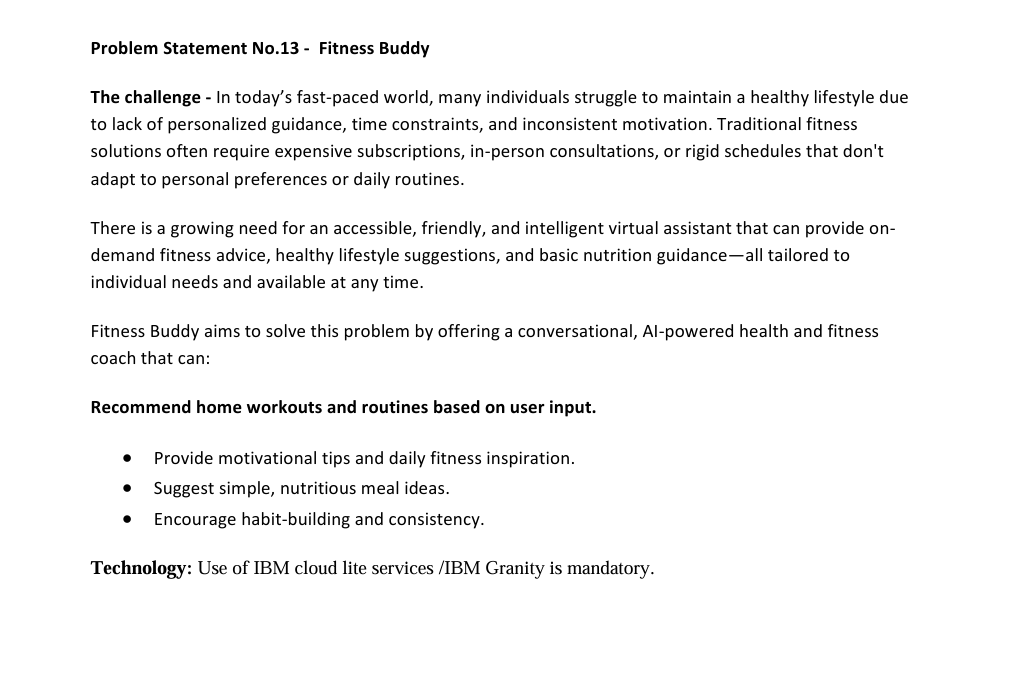 Problem Statement No.13 -  Fitness Buddy
The challenge - In today’s fast-paced world, many individuals struggle to maintain a healthy lifestyle due
to lack of personalized guidance, time constraints, and inconsistent motivation. Traditional fitness
solutions often require expensive subscriptions, in-person consultations, or rigid schedules that don't
adapt to personal preferences or daily routines.
There is a growing need for an accessible, friendly, and intelligent virtual assistant that can provide on-
demand fitness advice, healthy lifestyle suggestions, and basic nutrition guidance—all tailored to
individual needs and available at any time.
Fitness Buddy aims to solve this problem by offering a conversational, AI-powered health and fitness
coach that can:
Recommend home workouts and routines based on user input.
● Provide motivational tips and daily fitness inspiration.
● Suggest simple, nutritious meal ideas.
● Encourage habit-building and consistency.
Technology: Use of IBM cloud lite services /IBM Granity is mandatory.